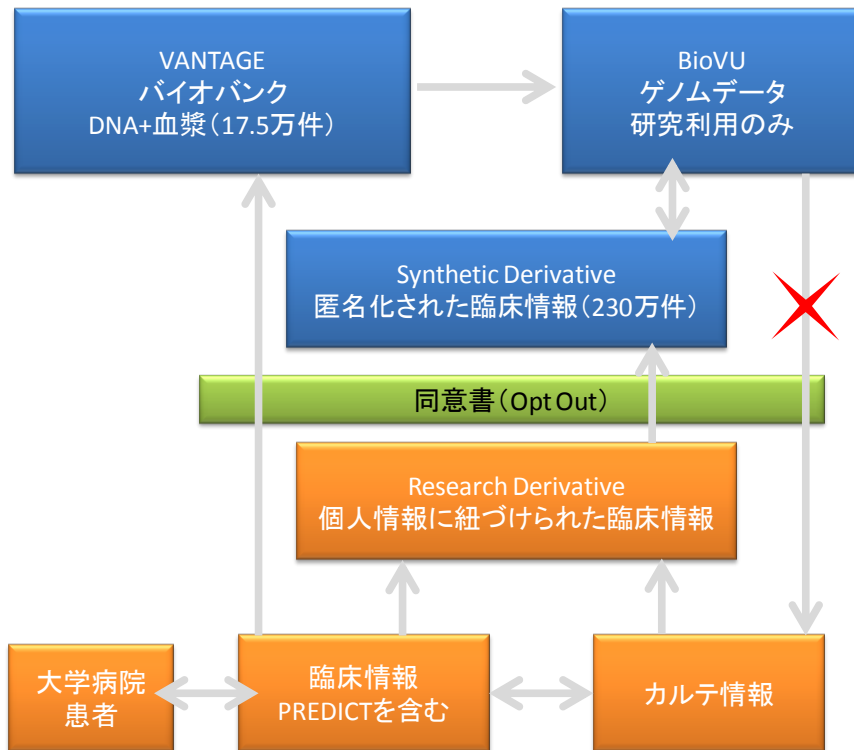 VANTAGE
バイオバンク
DNA+血漿（17.5万件）
BioVU
ゲノムデータ
研究利用のみ
Synthetic Derivative
匿名化された臨床情報（230万件）
同意書（Opt Out）
Research Derivative
個人情報に紐づけられた臨床情報
大学病院
患者
臨床情報
PREDICTを含む
カルテ情報